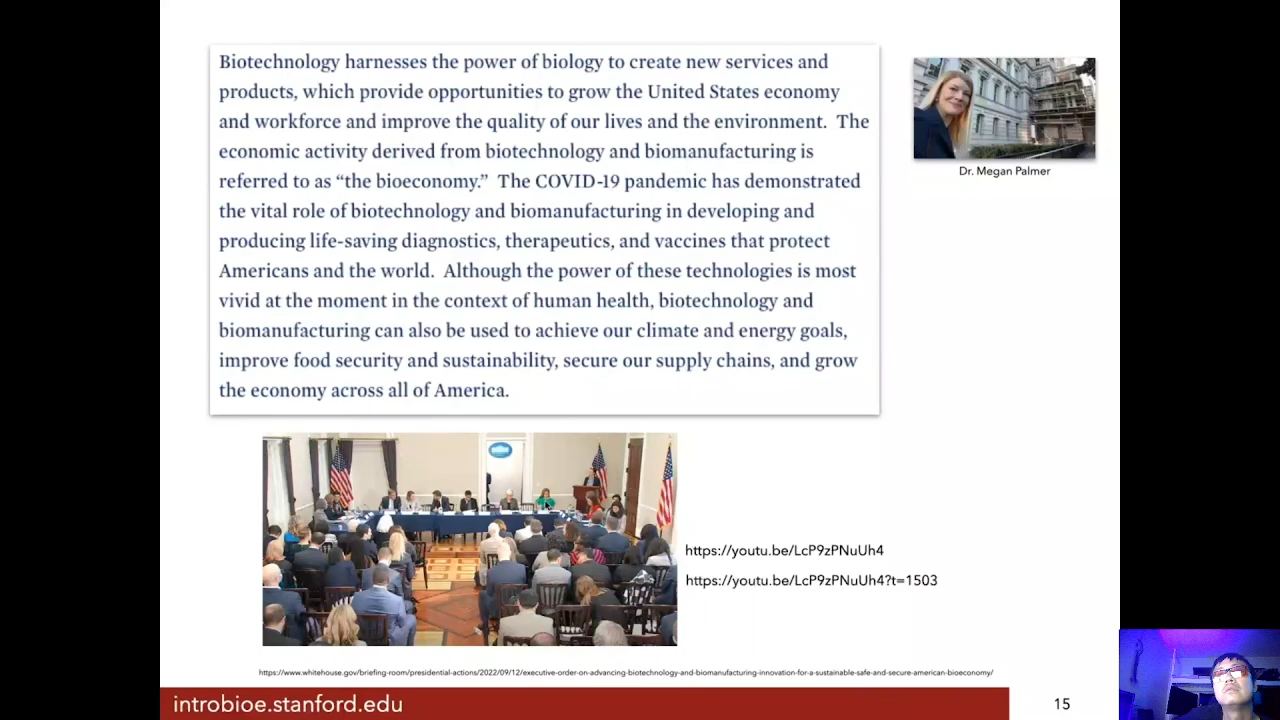 Biotechnology harnesses the power of biology to create new services and
products, which provide opportunities to grow the United States economy
and workforce and improve the quality of our lives and the environment.  The
economic activity derived from biotechnology and biomanufacturing is
referred to as “the bioeconomy.”  The COVID-19 pandemic has demonstrated
the vital role of biotechnology and biomanufacturing in developing and
producing life-saving diagnostics, therapeutics, and vaccines that protect
Americans and the world.  Although the power of these technologies is most
vivid at the moment in the context of human health, biotechnology and
biomanufacturing can also be used to achieve our climate and energy goals,
improve food security and sustainability, secure our supply chains, and grow
the economy across all of America.
Dr. Megan Palmer
https://youtu.be/LcP9zPNuUh4
https://youtu.be/LcP9zPNuUh4?t=1503
https://www.whitehouse.gov/briefing-room/presidential-actions/2022/09/12/executive-order-on-advancing-biotechnology-and-biomanufacturing-innovation-for-a-sustainable-safe-and-secure-american-bioeconomy/
introbioe.stanford.edu
15